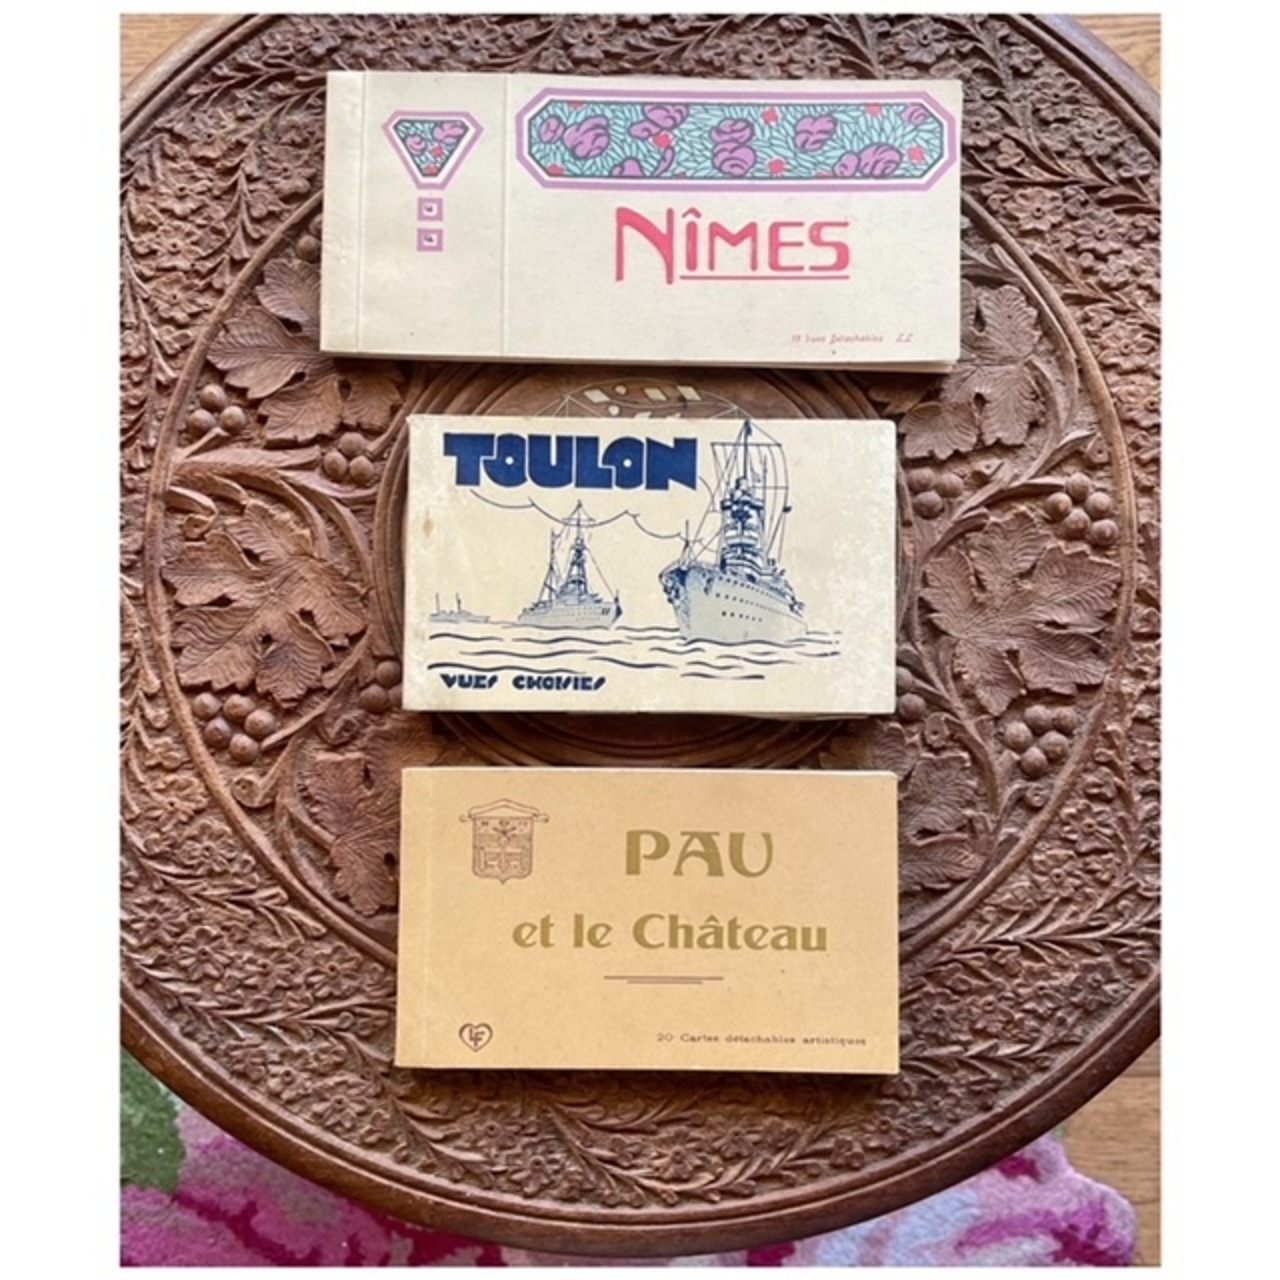 NÎMES
18 Vues Détachables LL
TOULON
VUES CHOISIES
PAU
et le Château
LF
20 Cartes détachables artistiques